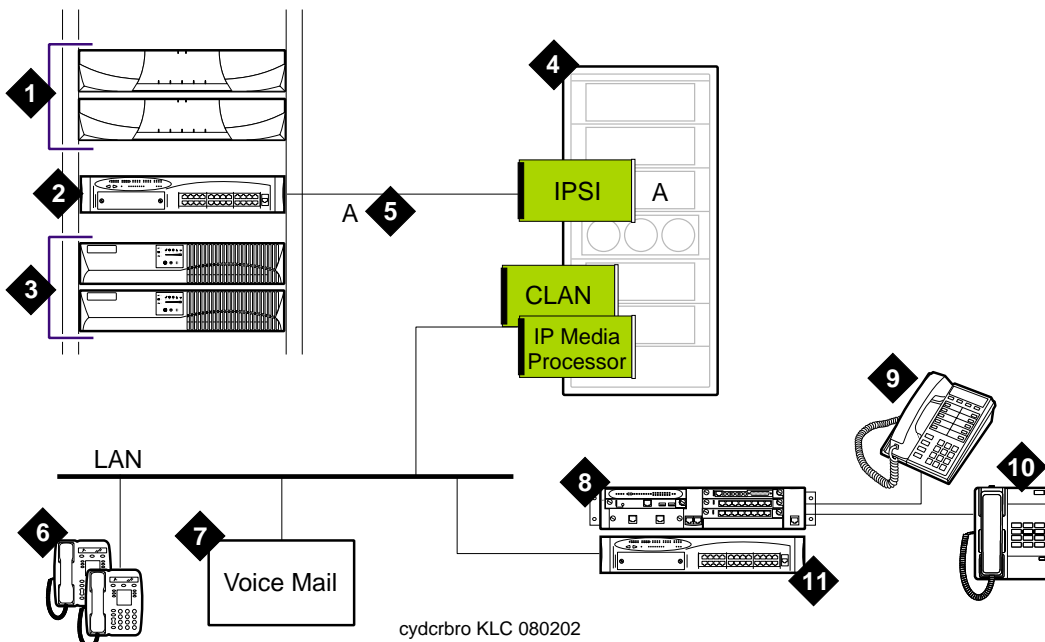 1
4
2
IPSI
A
A
5
3
CLAN
IP Media
Processor
9
LAN
8
10
6
7
Voice Mail
11
cydcrbro KLC 080202